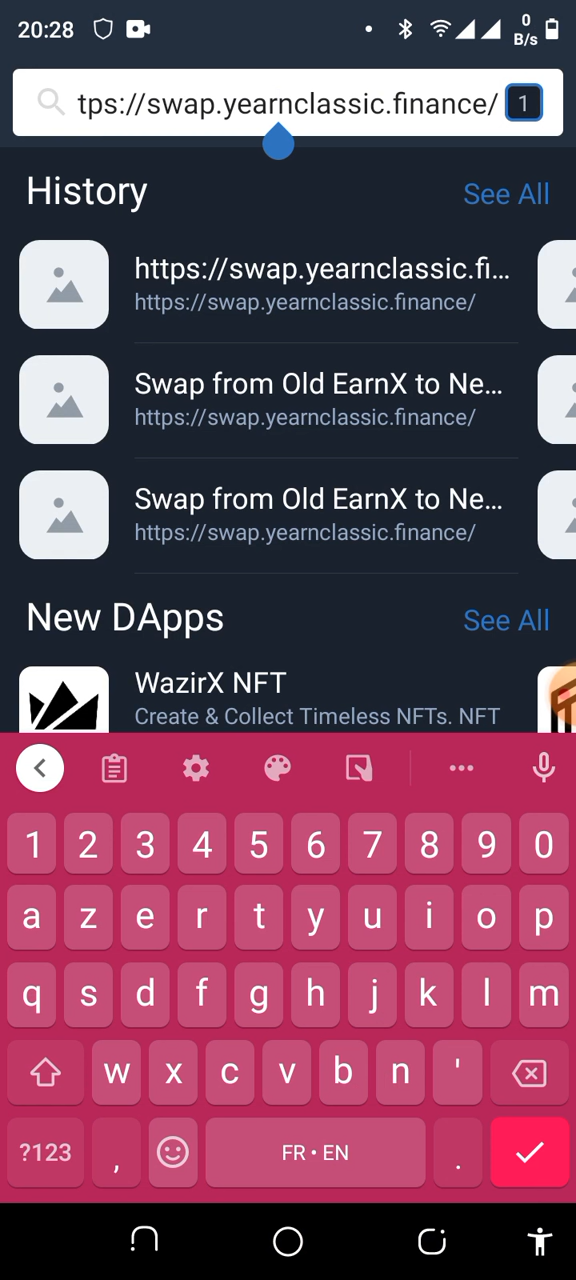 20:28
0
B/s
tps://swap.yearnclassic.finance/
1
History
See All
https://swap.yearnclassic.fi...
https://swap.yearnclassic.finance/
Swap from Old EarnX to Ne...
https://swap.yearnclassic.finance/
Swap from Old EarnX to Ne...
https://swap.yearnclassic.finance/
New DApps
See All
WazirX NFT
Create & Collect Timeless NFTs. NFT
1 2 3 4 5 6 7 8 9 0
a z e r t y u i o p
q s d f g h j k l m
w x c v b n '
?123 , FR • EN .